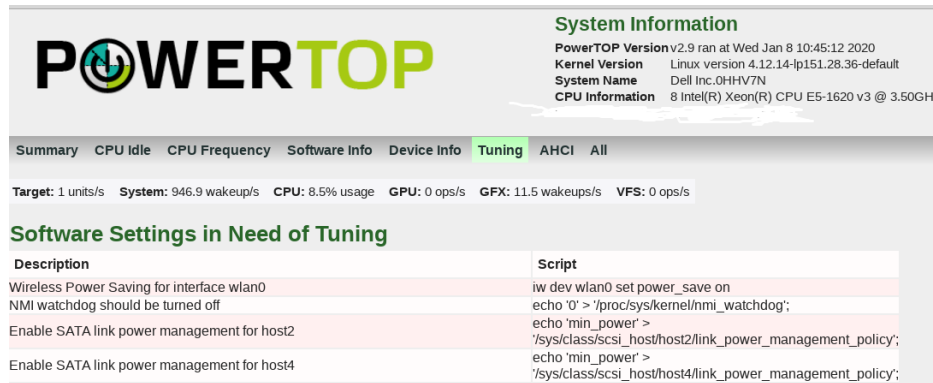 POWERTOP
System Information
PowerTOP Version v2.9 ran at Wed Jan 8 10:45:12 2020
Kernel Version Linux version 4.12.14-lp151.28.36-default
System Name Dell Inc.0HHV7N
CPU Information 8 Intel(R) Xeon(R) CPU E5-1620 v3 @ 3.50GH
Summary CPU Idle CPU Frequency Software Info Device Info Tuning AHCI All
Target: 1 units/s System: 946.9 wakeup/s CPU: 8.5% usage GPU: 0 ops/s GFX: 11.5 wakeups/s VFS: 0 ops/s
Software Settings in Need of Tuning
Description Script
Wireless Power Saving for interface wlan0 iw dev wlan0 set power_save on
NMI watchdog should be turned off echo '0' > '/proc/sys/kernel/nmi_watchdog';
Enable SATA link power management for host2 echo 'min_power' >
'/sys/class/scsi_host/host2/link_power_management_policy';
Enable SATA link power management for host4 echo 'min_power' >
'/sys/class/scsi_host/host4/link_power_management_policy';